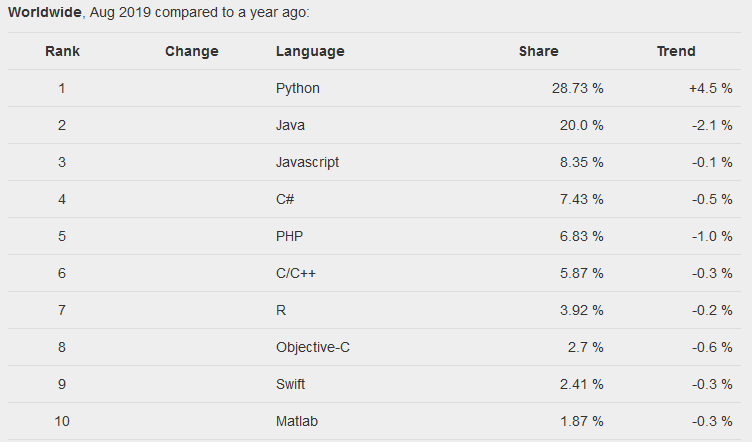 Worldwide, Aug 2019 compared to a year ago:
Rank Change Language Share Trend
1 Python 28.73 % +4.5 %
2 Java 20.0 % -2.1 %
3 Javascript 8.35 % -0.1 %
4 C# 7.43 % -0.5 %
5 PHP 6.83 % -1.0 %
6 C/C++ 5.87 % -0.3 %
7 R 3.92 % -0.2 %
8 Objective-C 2.7 % -0.6 %
9 Swift 2.41 % -0.3 %
10 Matlab 1.87 % -0.3 %